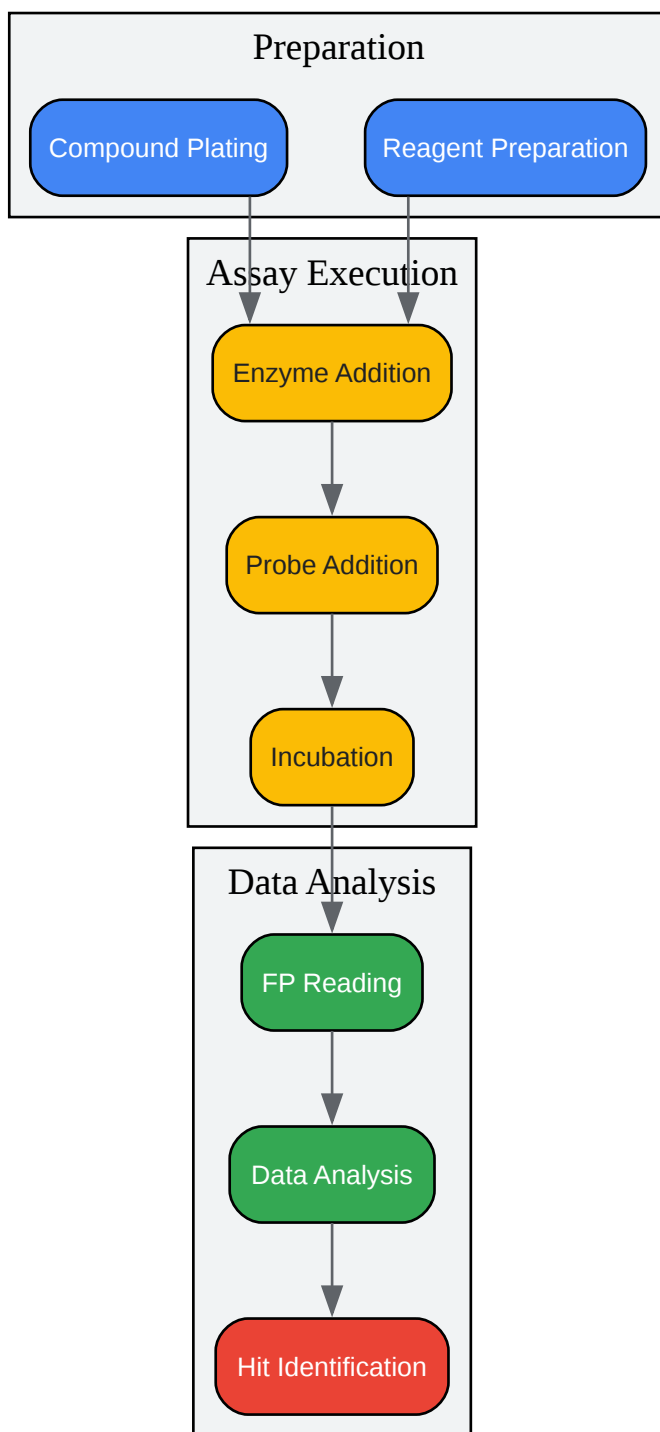 Preparation
Compound Plating
Reagent Preparation
Assay Execution
Enzyme Addition
Probe Addition
Incubation
Data Analysis
FP Reading
Data Analysis
Hit Identification